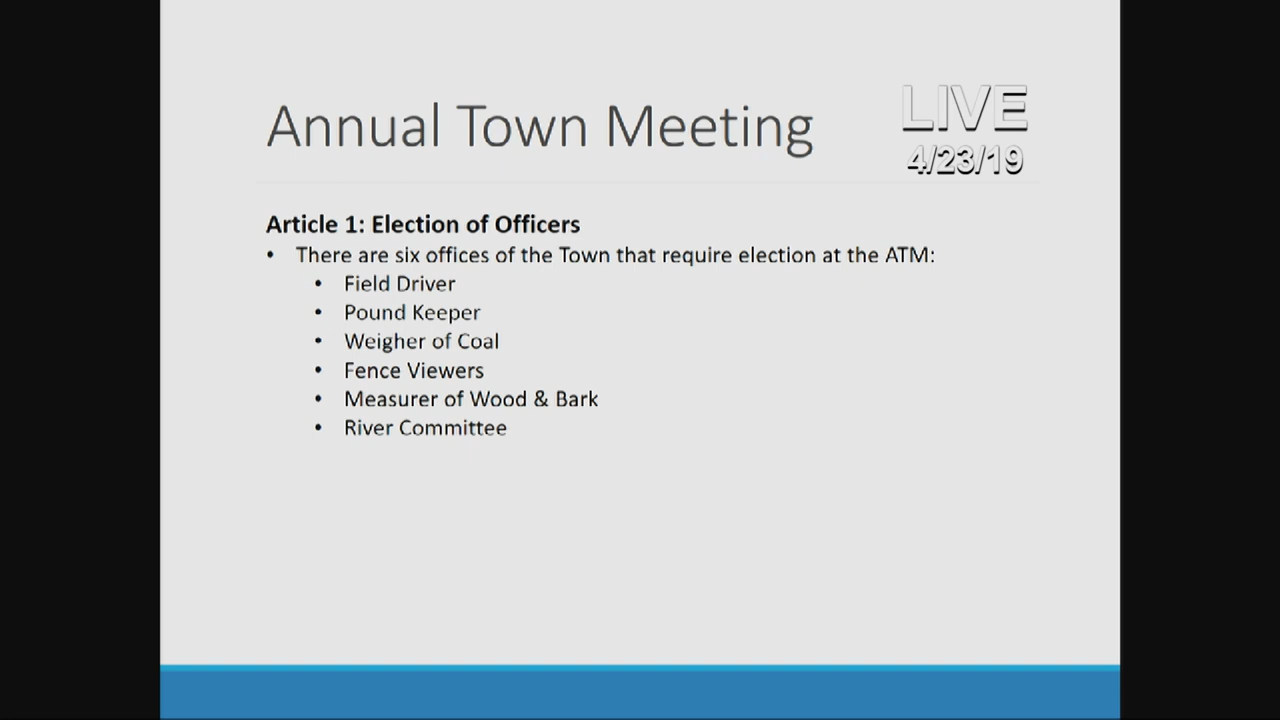 Annual Town Meeting
LIVE
4/23/19
Article 1: Election of Officers
• There are six offices of the Town that require election at the ATM:
• Field Driver
• Pound Keeper
• Weigher of Coal
• Fence Viewers
• Measurer of Wood & Bark
• River Committee